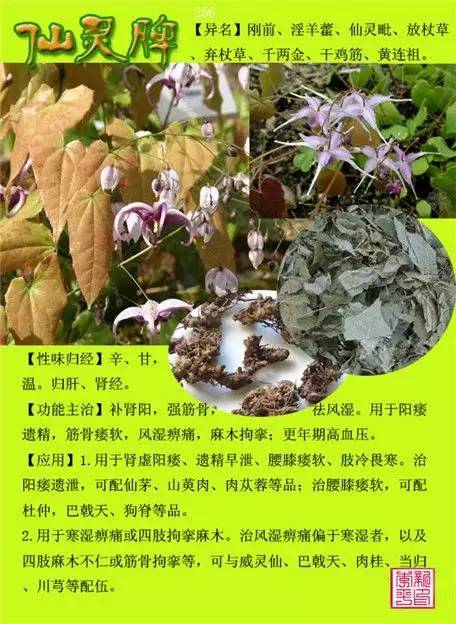 256
仙灵脾
【异名】刚前、淫羊藿、仙灵毗、放杖草
、弃杖草、千两金、干鸡筋、黄连祖。
【性味归经】辛、甘，
温。归肝、肾经。
【功能主治】补肾阳，强筋骨， 祛风湿。用于阳痿
遗精，筋骨痿软，风湿痹痛，麻木拘挛；更年期高血压。
【应用】1.用于肾虚阳痿、遗精早泄、腰膝痿软、肢冷畏寒。治
阳痿遗泄，可配仙茅、山萸肉、肉苁蓉等品；治腰膝痿软，可配
杜仲，巴戟天、狗脊等品。
2.用于寒湿痹痛或四肢拘挛麻木。治风湿痹痛偏于寒湿者，以及
四肢麻木不仁或筋骨拘挛等，可与威灵仙、巴戟天、肉桂、当归
、川芎等配伍。